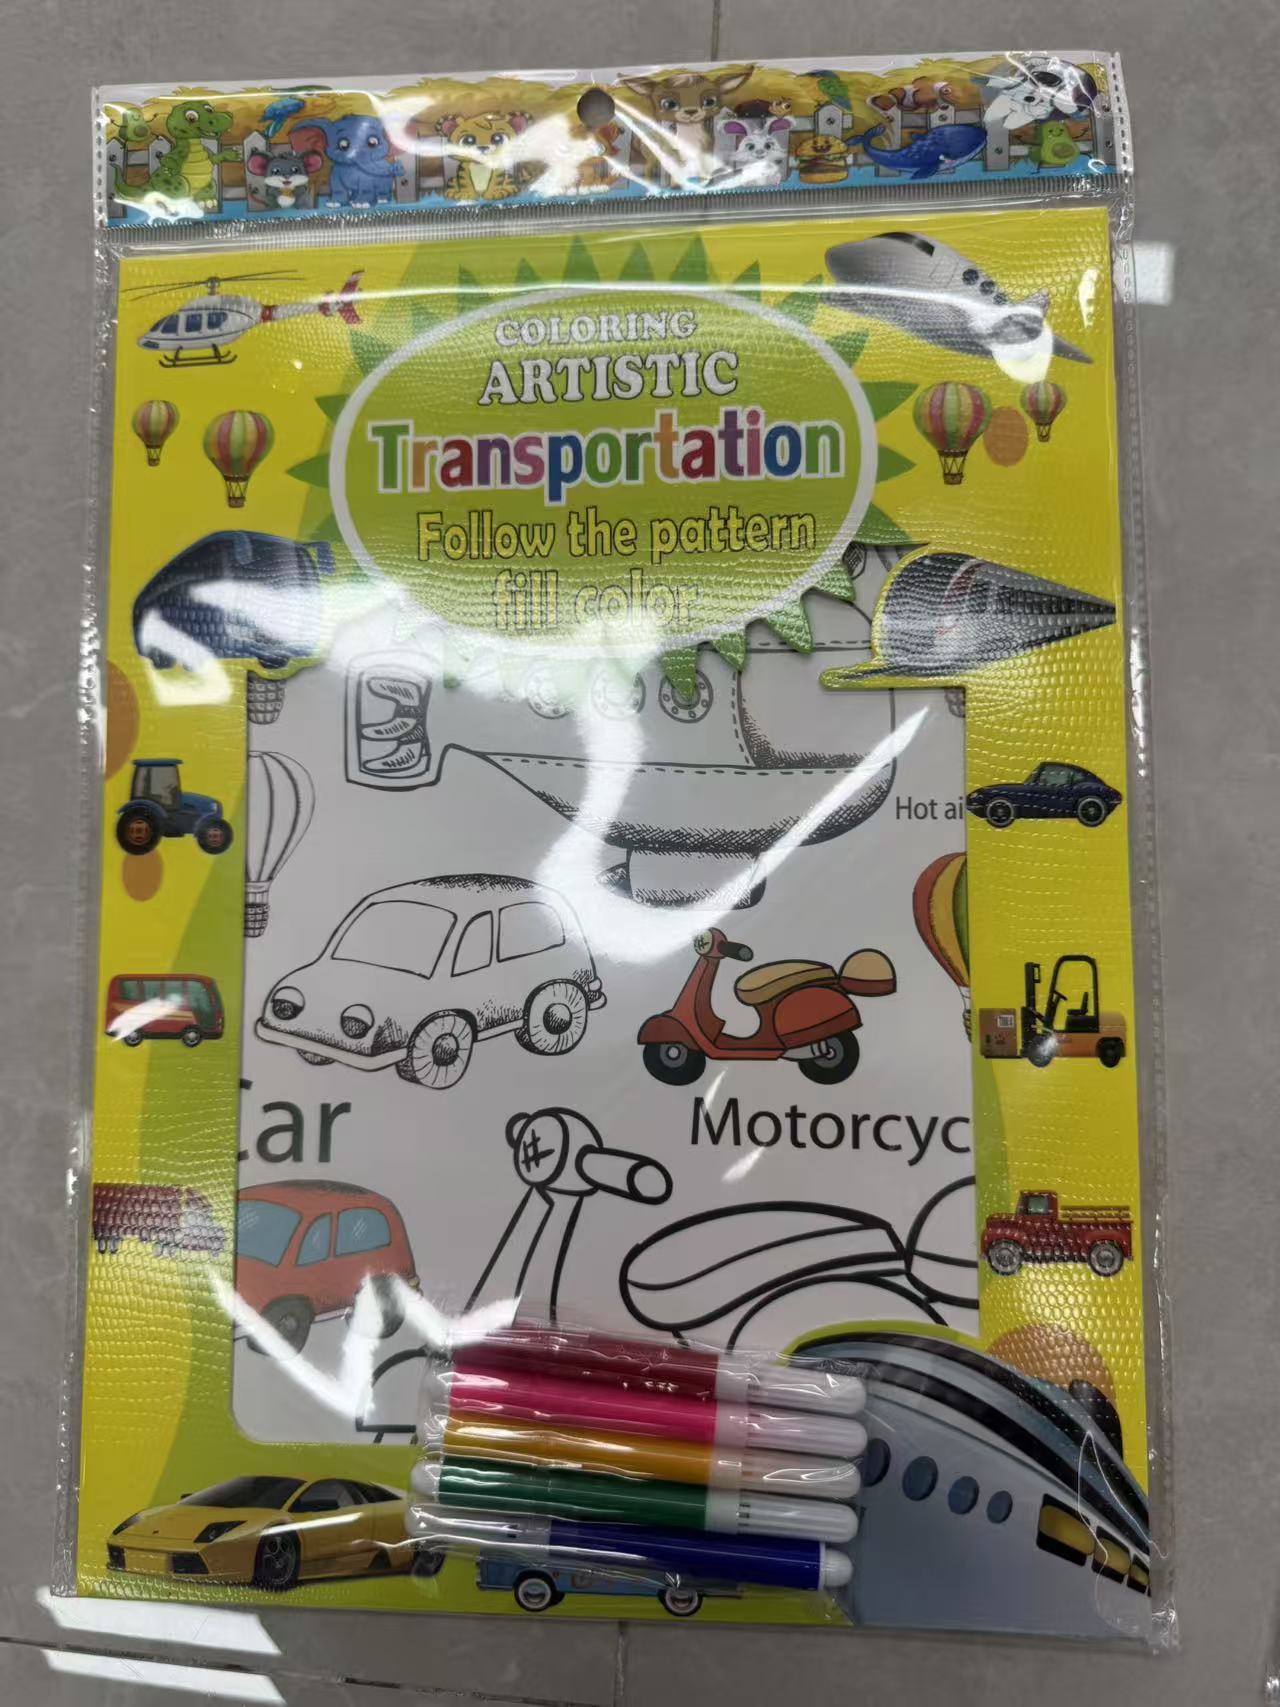 COLORING
ARTISTIC
Transportation
Follow the pattern
fill color
Hot ai
Car
Motorcyc